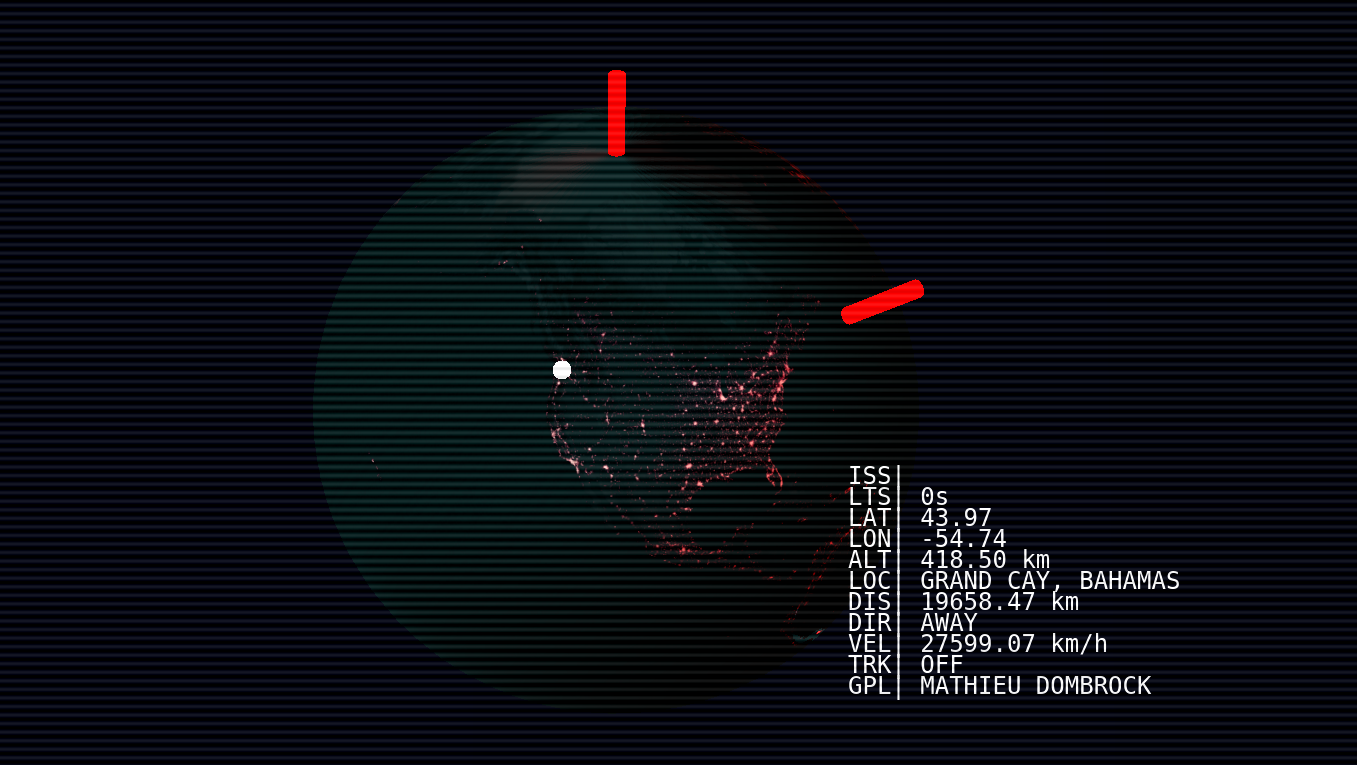 ISS|
LTS| 0s
LAT| 43.97
LON| -54.74
ALT| 418.50 km
LOC| GRAND CAY, BAHAMAS
DIS| 19658.47 km
DIR| AWAY
VEL| 27599.07 km/h
TRK| OFF
GPL| MATHIEU DOMBROCK